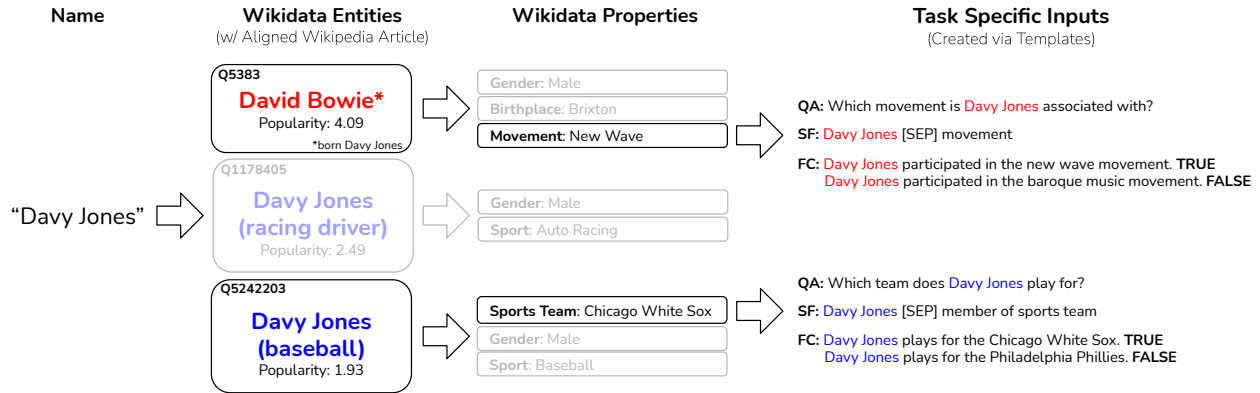 Name
Wikidata Entities
(w/ Aligned Wikipedia Article)
Wikidata Properties
Task Specific Inputs
(Created via Templates)
“Davy Jones”
Q5383
David Bowie*
Popularity: 4.09
*born Davy Jones
Gender: Male
Birthplace: Brixton
Movement: New Wave
QA: Which movement is Davy Jones associated with?
SF: Davy Jones [SEP] movement
FC: Davy Jones participated in the new wave movement. TRUE
Davy Jones participated in the baroque music movement. FALSE
Q1178405
Davy Jones
(racing driver)
Popularity: 2.49
Gender: Male
Sport: Auto Racing
Q5242203
Davy Jones
(baseball)
Popularity: 1.93
Sports Team: Chicago White Sox
Gender: Male
Sport: Baseball
QA: Which team does Davy Jones play for?
SF: Davy Jones [SEP] member of sports team
FC: Davy Jones plays for the Chicago White Sox. TRUE
Davy Jones plays for the Philadelphia Phillies. FALSE